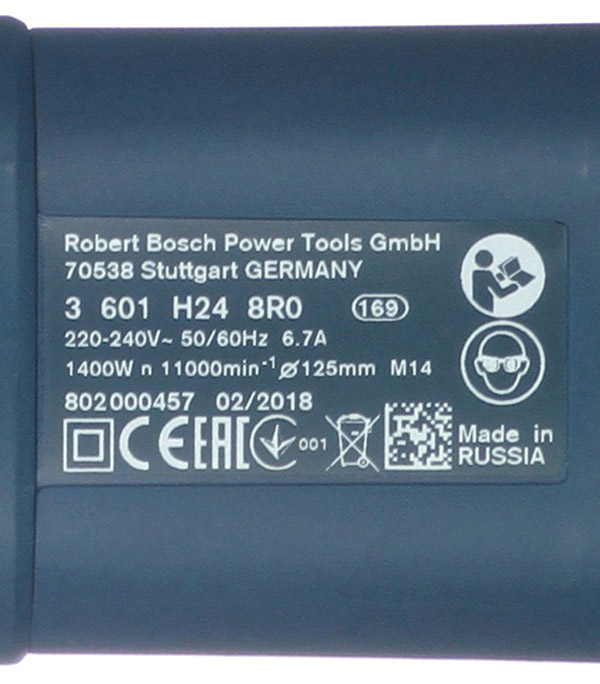 Robert Bosch Power Tools GmbH
70538 Stuttgart GERMANY
3 601 H24 8R0 169
220-240V~ 50/60Hz 6.7A
1400W n 11000min⁻¹ ⌀125mm M14
802000457 02/2018
CE EAC 001 Made in
RUSSIA